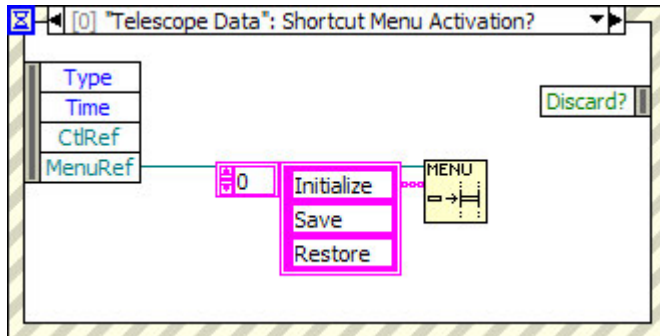 [0] "Telescope Data": Shortcut Menu Activation?
Type
Time
CtlRef
MenuRef
Discard?
0
Initialize
Save
Restore
MENU